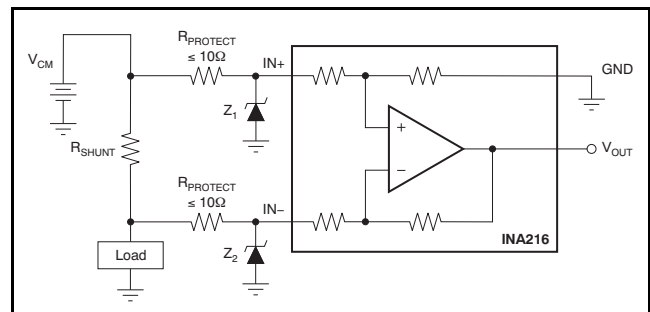 V_CM
R_PROTECT
≤ 10Ω
IN+
Z_1
GND
+
−
V_OUT
R_SHUNT
R_PROTECT
≤ 10Ω
IN−
Z_2
Load
INA216